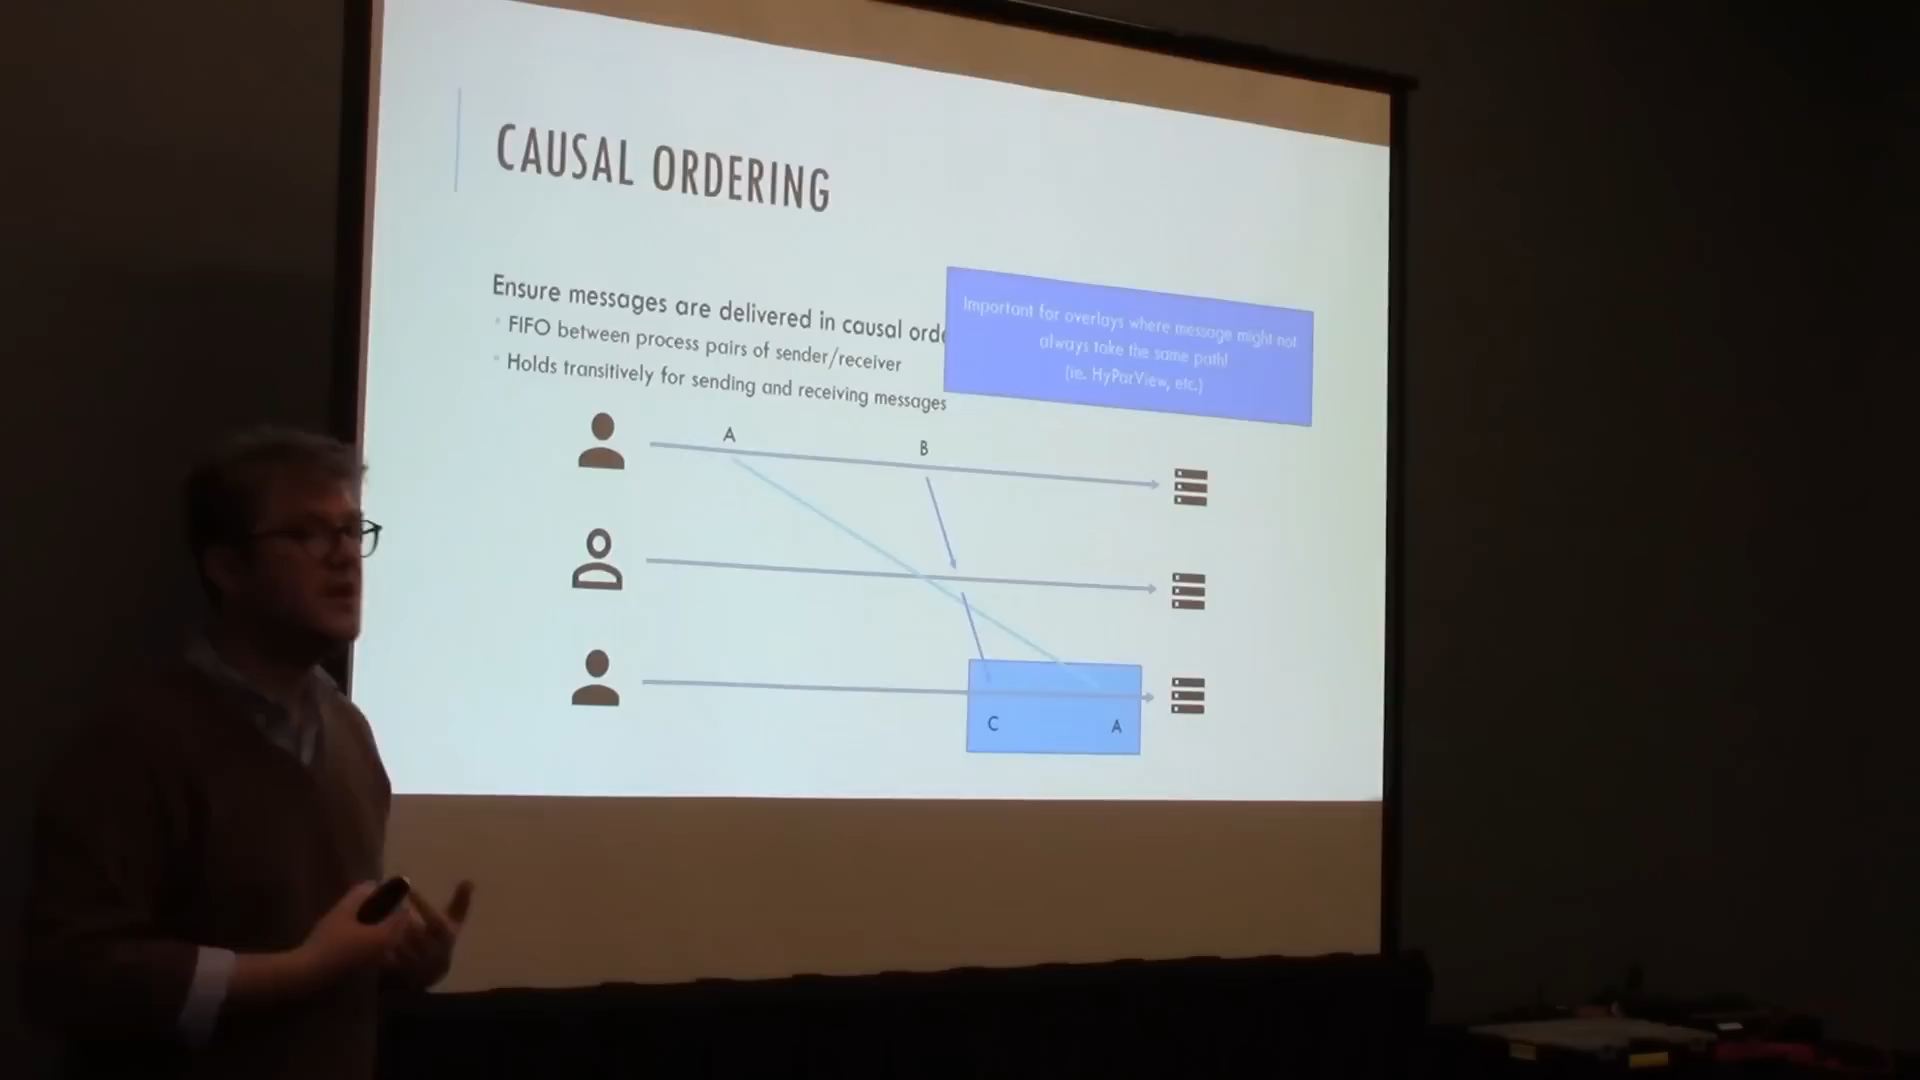 CAUSAL ORDERING
Ensure messages are delivered in causal orde
FIFO between process pairs of sender/receiver
Holds transitively for sending and receiving messages
Important for overlays where message might not
always take the same path!
(ie. HyParView, etc.)
A
B
C
A